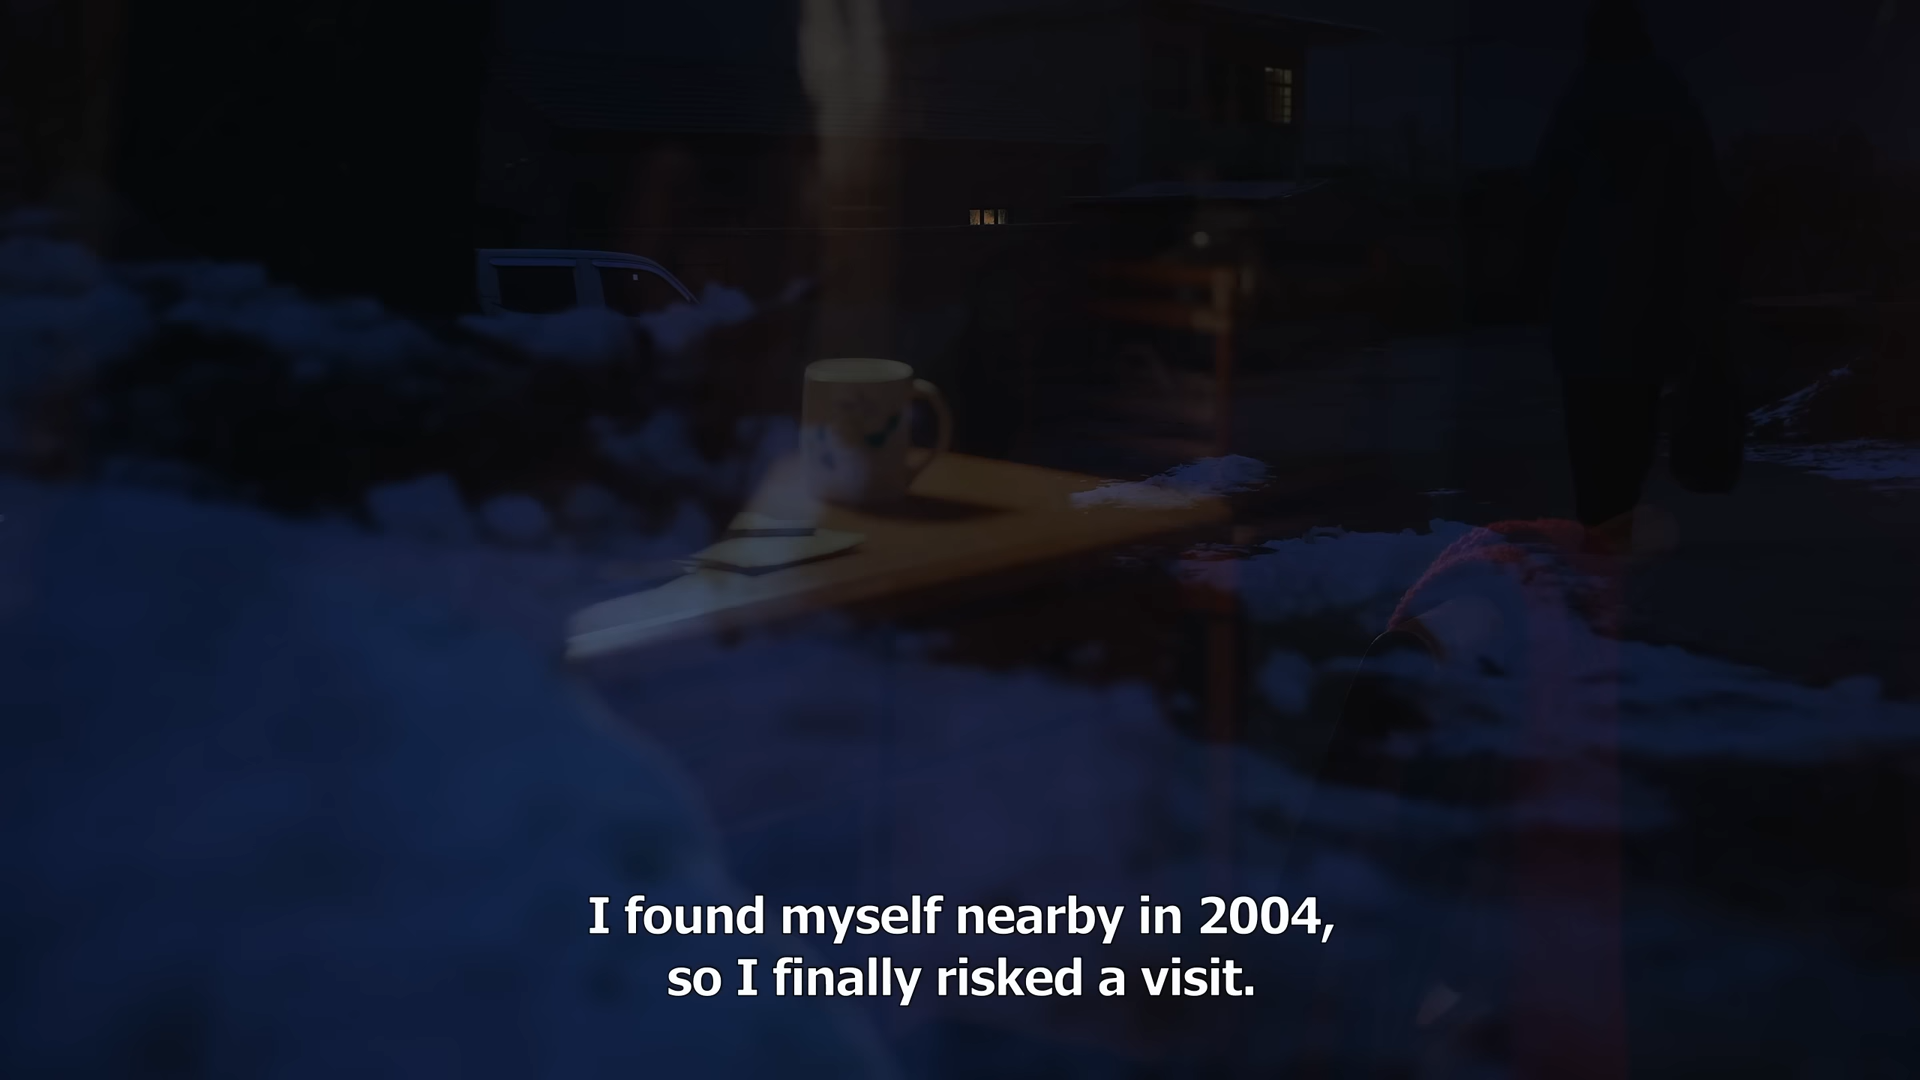 I found myself nearby in 2004,
so I finally risked a visit.